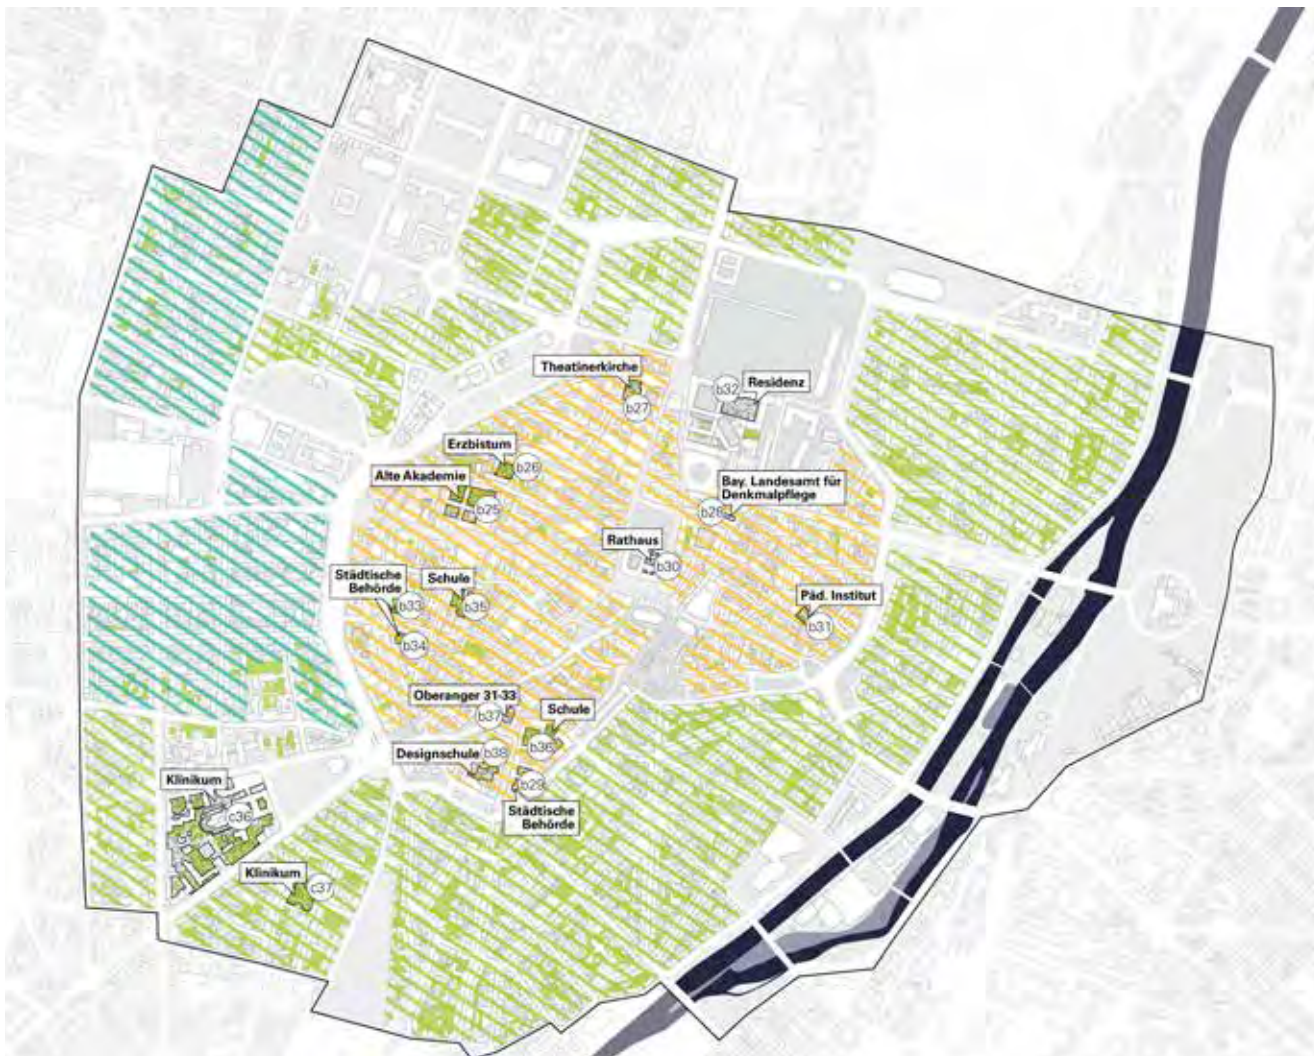 Theatinerkirche
b27
b32
Residenz
Erzbistum
b26
Alte Akademie
b25
Bay. Landesamt für
Denkmalpflege
b28
Rathaus
b30
Städtische
Behörde
b33
b34
Schule
b35
Päd. Institut
b31
Oberanger 31-33
b37
Schule
b36
Designschule
b38
b29
Städtische
Behörde
Klinikum
c36
Klinikum
c37